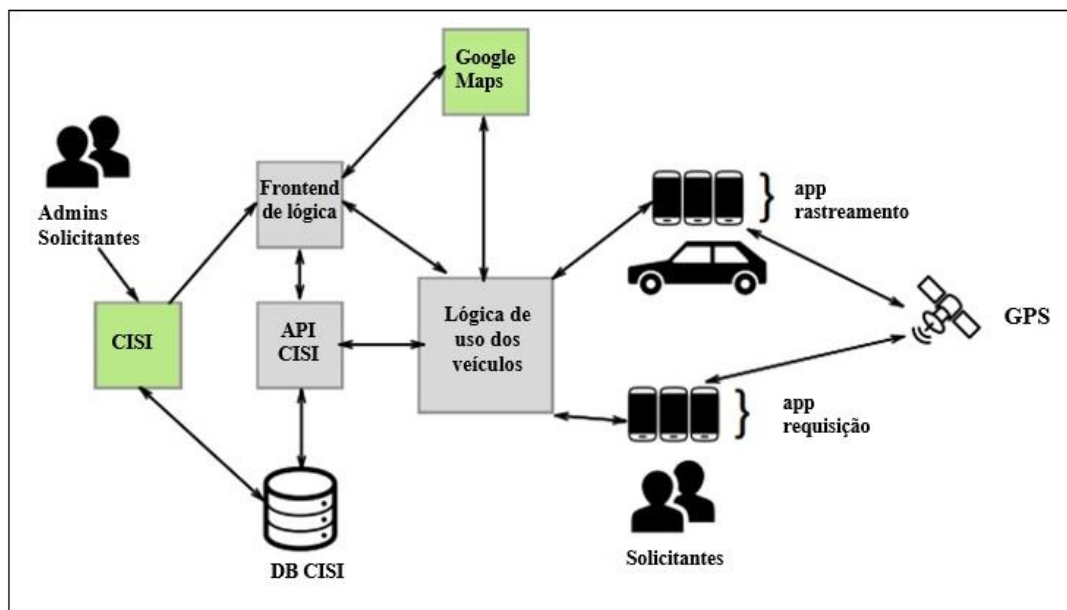 Google
Maps
Admins
Solicitantes
Frontend
de lógica
app
rastreamento
CISI
API
CISI
Lógica de
uso dos
veículos
GPS
app
requisição
DB CISI
Solicitantes